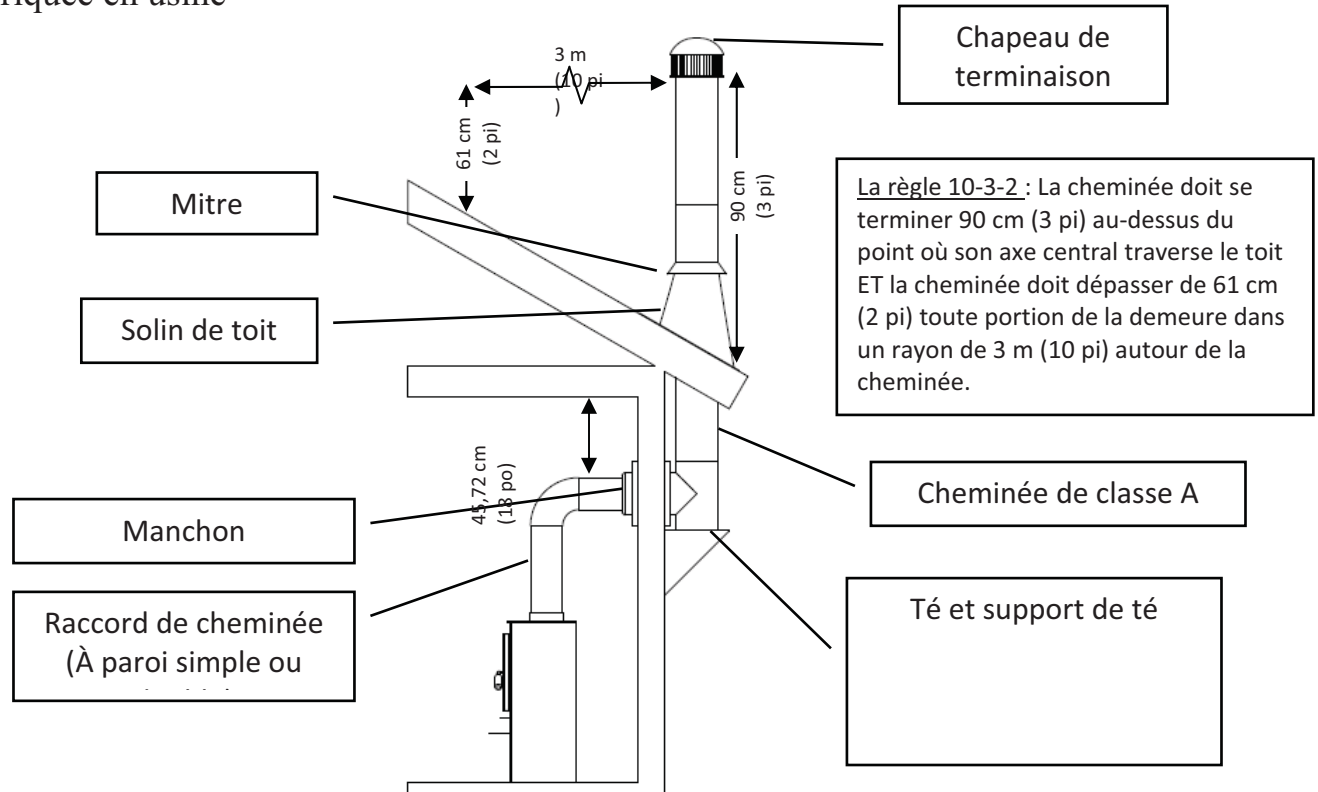 riquée en usine
Chapeau de
terminaison
3 m
(10 pi
)
61 cm
(2 pi)
90 cm
(3 pi)
Mitre
La règle 10-3-2 : La cheminée doit se
terminer 90 cm (3 pi) au-dessus du
point où son axe central traverse le toit
ET la cheminée doit dépasser de 61 cm
(2 pi) toute portion de la demeure dans
un rayon de 3 m (10 pi) autour de la
cheminée.
Solin de toit
45,72 cm
(18 po)
Cheminée de classe A
Manchon
Té et support de té
Raccord de cheminée
(À paroi simple ou